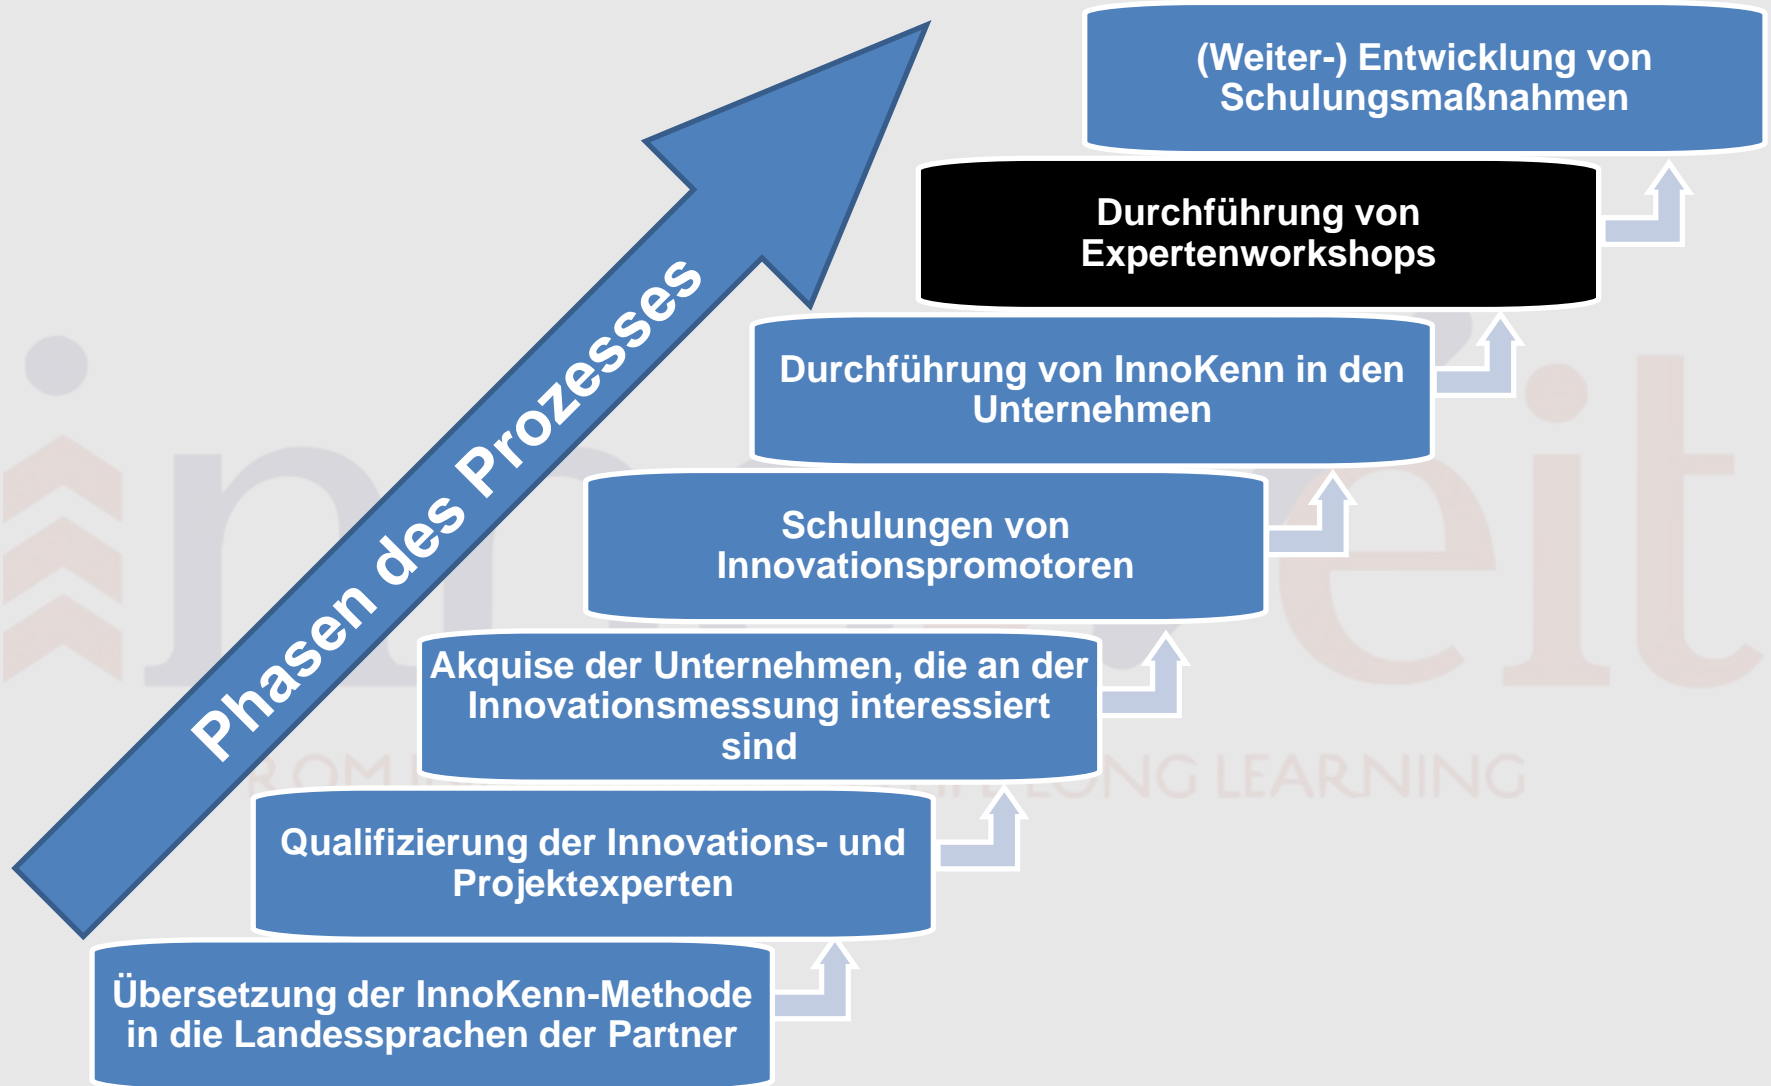 (Weiter-) Entwicklung von
Schulungsmaßnahmen
Durchführung von
Expertenworkshops
Durchführung von InnoKenn in den
Unternehmen
Schulungen von
Innovationspromotoren
Akquise der Unternehmen, die an der
Innovationsmessung interessiert
sind
Qualifizierung der Innovations- und
Projektexperten
Übersetzung der InnoKenn-Methode
in die Landessprachen der Partner
Phasen des Prozesses
LONG LEARNING